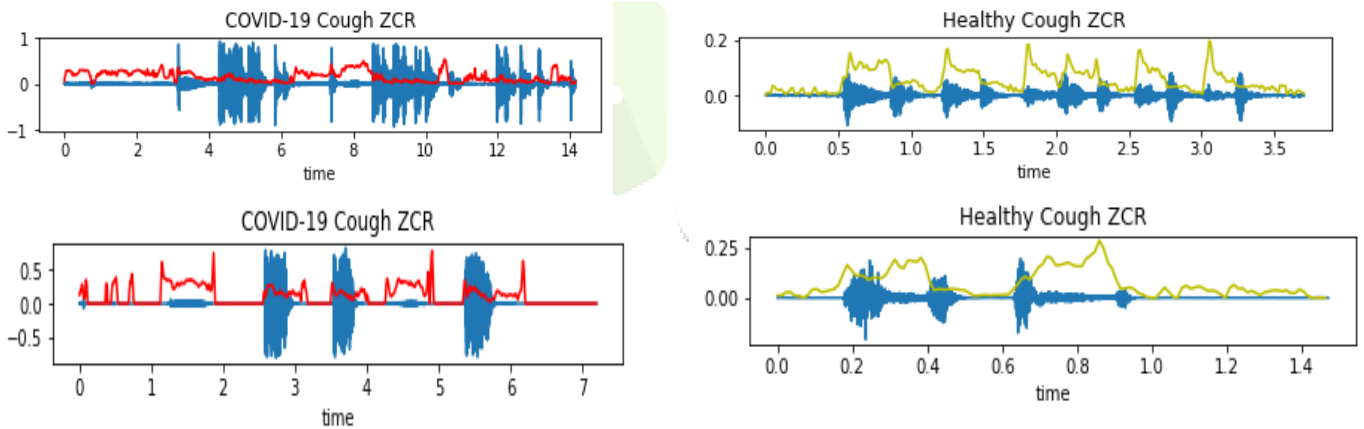 COVID-19 Cough ZCR
1
0
−1
0 2 4 6 8 10 12 14
time
Healthy Cough ZCR
0.2
0.0
0.0 0.5 1.0 1.5 2.0 2.5 3.0 3.5
time
COVID-19 Cough ZCR
0.5
0.0
−0.5
0 1 2 3 4 5 6 7
time
Healthy Cough ZCR
0.25
0.00
0.0 0.2 0.4 0.6 0.8 1.0 1.2 1.4
time